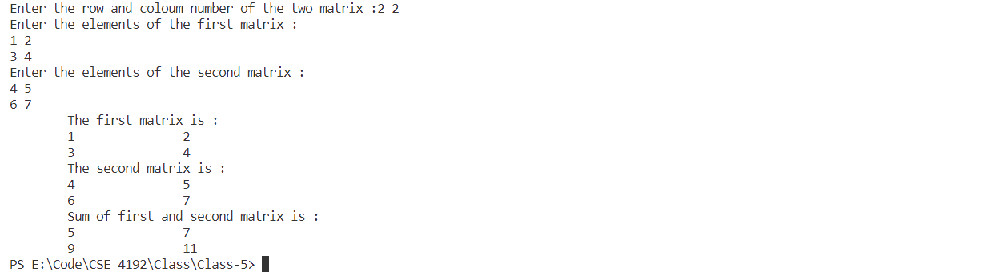 Enter the row and coloum number of the two matrix :2 2
Enter the elements of the first matrix :
1 2
3 4
Enter the elements of the second matrix :
4 5
6 7
The first matrix is :
1 2
3 4
The second matrix is :
4 5
6 7
Sum of first and second matrix is :
5 7
9 11
PS E:\Code\CSE 4192\Class\Class-5>